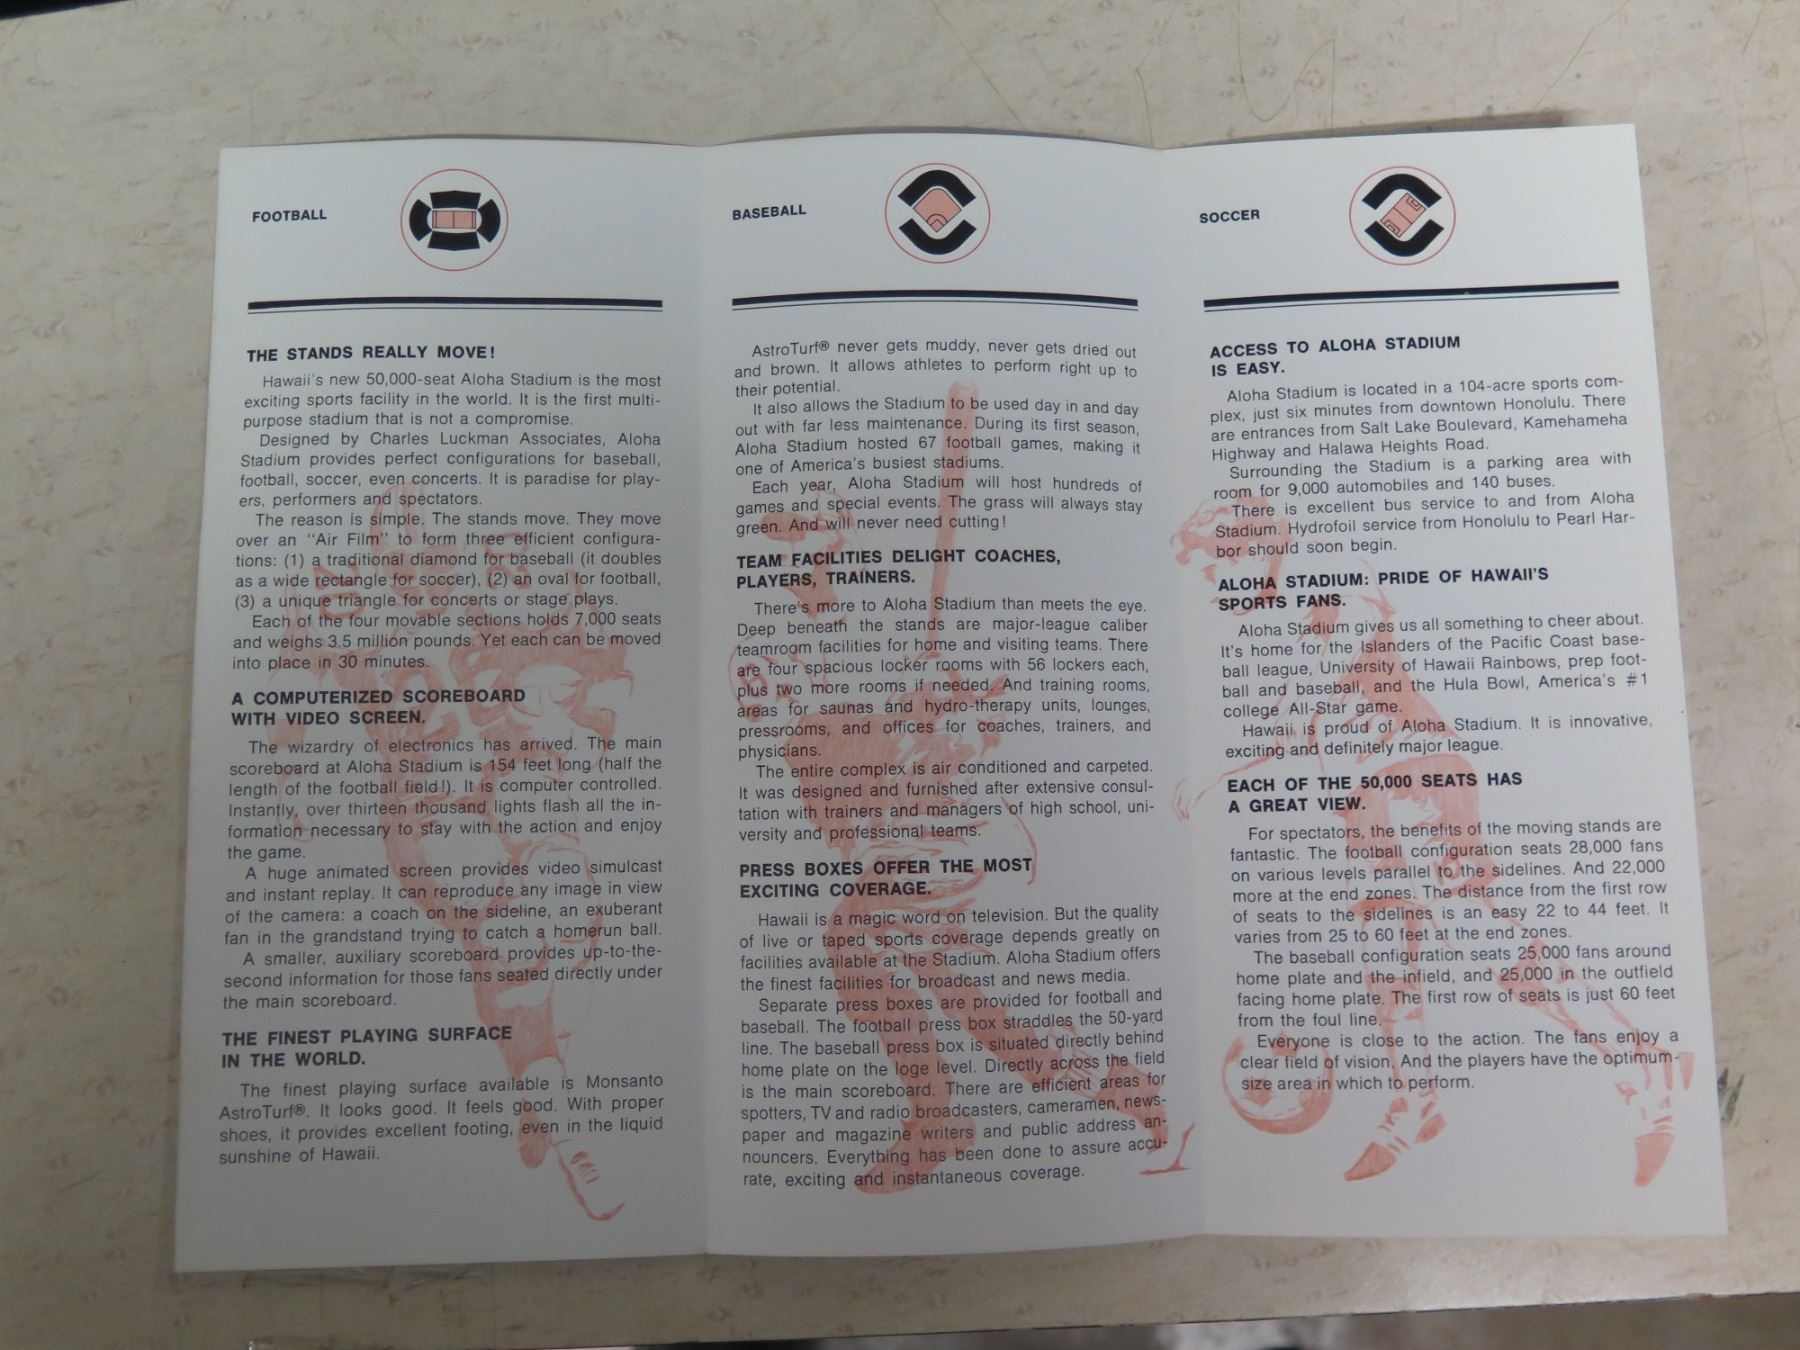 FOOTBALL
THE STANDS REALLY MOVE!
Hawaii's new 50,000-seat Aloha Stadium is the most
exciting sports facility in the world. It is the first multi-
purpose stadium that is not a compromise.
Designed by Charles Luckman Associates, Aloha
Stadium provides perfect configurations for baseball,
football, soccer, even concerts. It is paradise for play-
ers, performers and spectators.
The reason is simple. The stands move. They move
over an "Air Film" to form three efficient configura-
tions: (1) a traditional diamond for baseball (it doubles
as a wide rectangle for soccer), (2) an oval for football,
(3) a unique triangle for concerts or stage plays.
Each of the four movable sections holds 7,000 seats
and weighs 3.5 million pounds. Yet each can be moved
into place in 30 minutes.
A COMPUTERIZED SCOREBOARD
WITH VIDEO SCREEN.
The wizardry of electronics has arrived. The main
scoreboard at Aloha Stadium is 154 feet long (half the
length of the football field!). It is computer controlled.
Instantly, over thirteen thousand lights flash all the in-
formation necessary to stay with the action and enjoy
the game.
A huge animated screen provides video simulcast
and instant replay. It can reproduce any image in view
of the camera: a coach on the sideline, an exuberant
fan in the grandstand trying to catch a homerun ball.
A smaller, auxiliary scoreboard provides up-to-the-
second information for those fans seated directly under
the main scoreboard.
THE FINEST PLAYING SURFACE
IN THE WORLD.
The finest playing surface available is Monsanto
AstroTurf®. It looks good. It feels good. With proper
shoes, it provides excellent footing, even in the liquid
sunshine of Hawaii.
BASEBALL
AstroTurf® never gets muddy, never gets dried out
and brown. It allows athletes to perform right up to
their potential.
It also allows the Stadium to be used day in and day
out with far less maintenance. During its first season,
Aloha Stadium hosted 67 football games, making it
one of America's busiest stadiums.
Each year, Aloha Stadium will host hundreds of
games and special events. The grass will always stay
green. And will never need cutting!
TEAM FACILITIES DELIGHT COACHES,
PLAYERS, TRAINERS.
There's more to Aloha Stadium than meets the eye.
Deep beneath the stands are major-league caliber
teamroom facilities for home and visiting teams. There
are four spacious locker rooms with 56 lockers each,
plus two more rooms if needed. And training rooms,
areas for saunas and hydro-therapy units, lounges,
pressrooms, and offices for coaches, trainers, and
physicians.
The entire complex is air conditioned and carpeted.
It was designed and furnished after extensive consul-
tation with trainers and managers of high school, uni-
versity and professional teams.
PRESS BOXES OFFER THE MOST
EXCITING COVERAGE.
Hawaii is a magic word on television. But the quality
of live or taped sports coverage depends greatly on
facilities available at the Stadium. Aloha Stadium offers
the finest facilities for broadcast and news media.
Separate press boxes are provided for football and
baseball. The football press box straddles the 50-yard
line. The baseball press box is situated directly behind
home plate on the loge level. Directly across the field
is the main scoreboard. There are efficient areas for
spotters, TV and radio broadcasters, cameramen, news-
paper and magazine writers and public address an-
nouncers. Everything has been done to assure accu-
rate, exciting and instantaneous coverage.
SOCCER
ACCESS TO ALOHA STADIUM
IS EASY.
Aloha Stadium is located in a 104-acre sports com-
plex, just six minutes from downtown Honolulu. There
are entrances from Salt Lake Boulevard, Kamehameha
Highway and Halawa Heights Road.
Surrounding the Stadium is a parking area with
room for 9,000 automobiles and 140 buses.
There is excellent bus service to and from Aloha
Stadium. Hydrofoil service from Honolulu to Pearl Har-
bor should soon begin.
ALOHA STADIUM: PRIDE OF HAWAII'S
SPORTS FANS.
Aloha Stadium gives us all something to cheer about.
It's home for the Islanders of the Pacific Coast base-
ball league, University of Hawaii Rainbows, prep foot-
ball and baseball, and the Hula Bowl, America's #1
college All-Star game.
Hawaii is proud of Aloha Stadium. It is innovative,
exciting and definitely major league.
EACH OF THE 50,000 SEATS HAS
A GREAT VIEW.
For spectators, the benefits of the moving stands are
fantastic. The football configuration seats 28,000 fans
on various levels parallel to the sidelines. And 22,000
more at the end zones. The distance from the first row
of seats to the sidelines is an easy 22 to 44 feet. It
varies from 25 to 60 feet at the end zones.
The baseball configuration seats 25,000 fans around
home plate and the infield, and 25,000 in the outfield
facing home plate. The first row of seats is just 60 feet
from the foul line.
Everyone is close to the action. The fans enjoy a
clear field of vision. And the players have the optimum-
size area in which to perform.